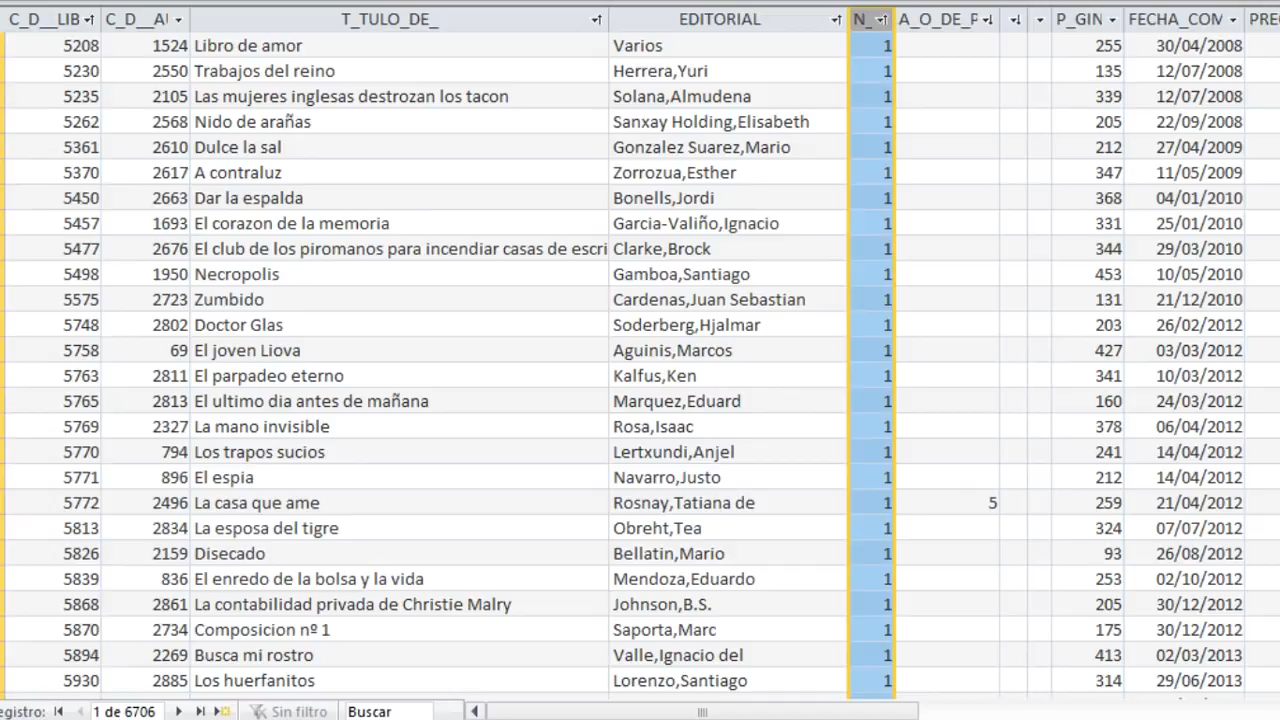 C_D__LIB C_D__AU T_TULO_DE_ EDITORIAL N_ A_O_DE_P P_GIN FECHA_COM PREC
5208 1524 Libro de amor Varios 1 255 30/04/2008
5230 2550 Trabajos del reino Herrera,Yuri 1 135 12/07/2008
5235 2105 Las mujeres inglesas destrozan los tacon Solana,Almudena 1 339 12/07/2008
5262 2568 Nido de arañas Sanxay Holding,Elisabeth 1 205 22/09/2008
5361 2610 Dulce la sal Gonzalez Suarez,Mario 1 212 27/04/2009
5370 2617 A contraluz Zorrozua,Esther 1 347 11/05/2009
5450 2663 Dar la espalda Bonells,Jordi 1 368 04/01/2010
5457 1693 El corazon de la memoria Garcia-Valiño,Ignacio 1 331 25/01/2010
5477 2676 El club de los piromanos para incendiar casas de escri Clarke,Brock 1 344 29/03/2010
5498 1950 Necropolis Gamboa,Santiago 1 453 10/05/2010
5575 2723 Zumbido Cardenas,Juan Sebastian 1 131 21/12/2010
5748 2802 Doctor Glas Soderberg,Hjalmar 1 203 26/02/2012
5758 69 El joven Liova Aguinis,Marcos 1 427 03/03/2012
5763 2811 El parpadeo eterno Kalfus,Ken 1 341 10/03/2012
5765 2813 El ultimo dia antes de mañana Marquez,Eduard 1 160 24/03/2012
5769 2327 La mano invisible Rosa,Isaac 1 378 06/04/2012
5770 794 Los trapos sucios Lertxundi,Anjel 1 241 14/04/2012
5771 896 El espia Navarro,Justo 1 212 14/04/2012
5772 2496 La casa que ame Rosnay,Tatiana de 1 5 259 21/04/2012
5813 2834 La esposa del tigre Obreht,Tea 1 324 07/07/2012
5826 2159 Disecado Bellatin,Mario 1 93 26/08/2012
5839 836 El enredo de la bolsa y la vida Mendoza,Eduardo 1 253 02/10/2012
5868 2861 La contabilidad privada de Christie Malry Johnson,B.S. 1 205 30/12/2012
5870 2734 Composicion nº 1 Saporta,Marc 1 175 30/12/2012
5894 2269 Busca mi rostro Valle,Ignacio del 1 413 02/03/2013
5930 2885 Los huerfanitos Lorenzo,Santiago 1 314 29/06/2013
egistro: 1 de 6706 Sin filtro Buscar